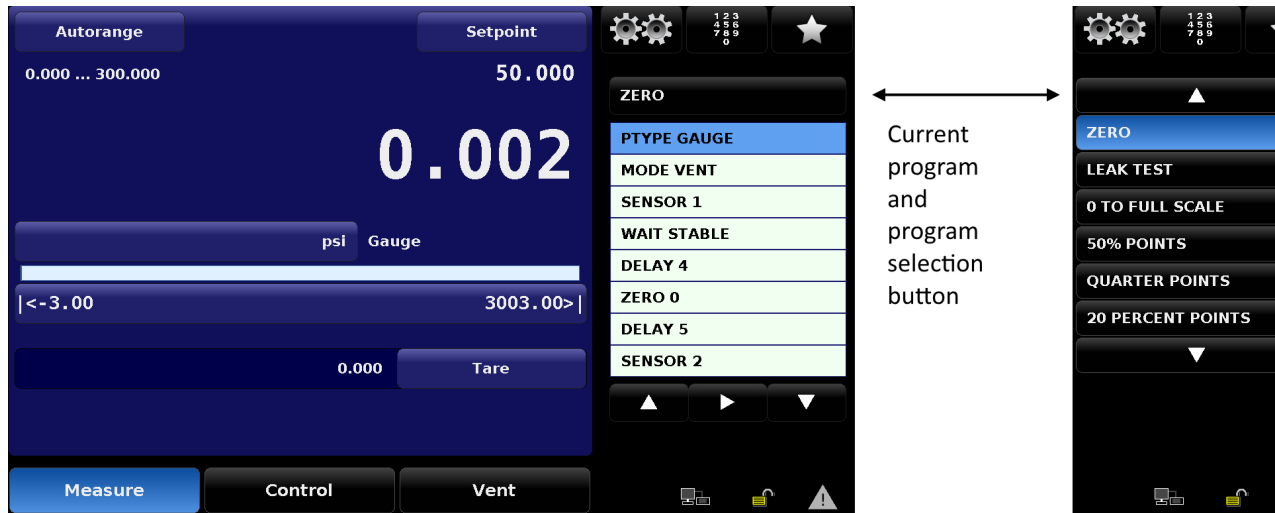 Autorange
Setpoint
0.000 ... 300.000
50.000
0.002
psi Gauge
|<-3.00
3003.00>|
0.000
Tare
Measure
Control
Vent
1 2 3
4 5 6
7 8 9
0
ZERO
PTYPE GAUGE
MODE VENT
SENSOR 1
WAIT STABLE
DELAY 4
ZERO 0
DELAY 5
SENSOR 2
Current
program
and
program
selection
button
1 2 3
4 5 6
7 8 9
0
ZERO
LEAK TEST
0 TO FULL SCALE
50% POINTS
QUARTER POINTS
20 PERCENT POINTS